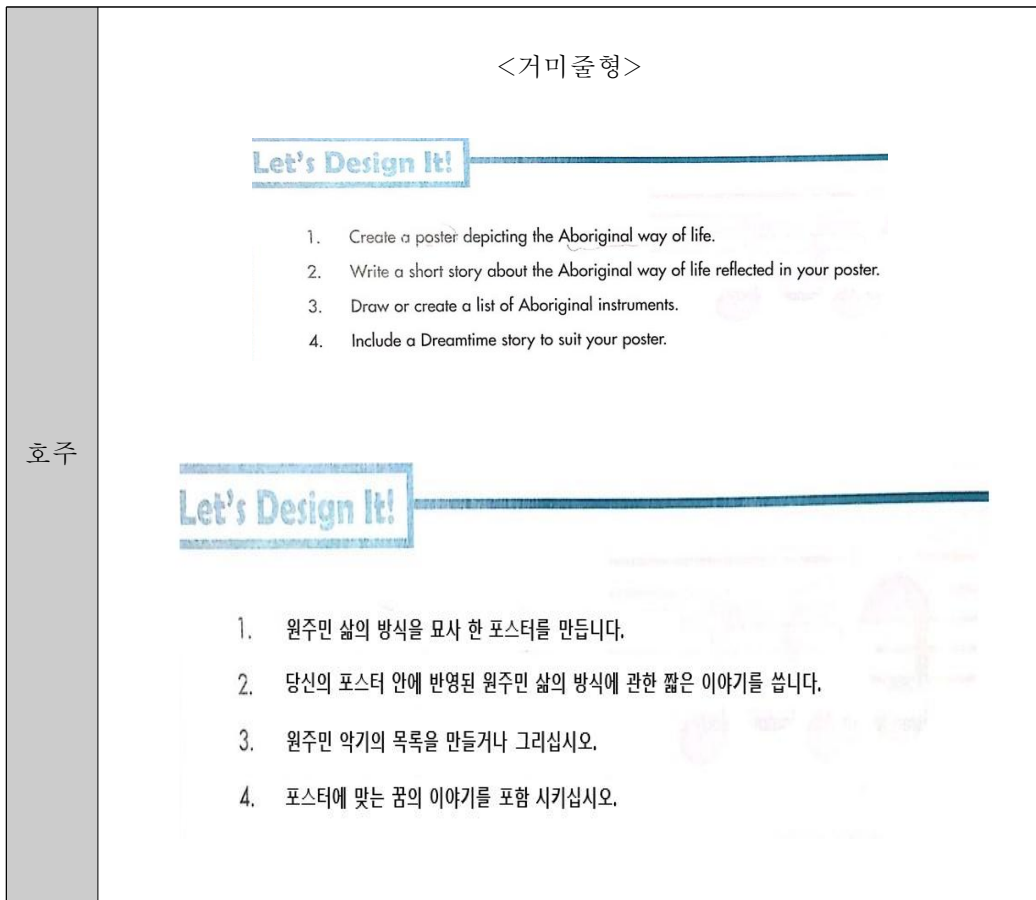 <거미줄형>
Let's Design It!
1. Create a poster depicting the Aboriginal way of life.
2. Write a short story about the Aboriginal way of life reflected in your poster.
3. Draw or create a list of Aboriginal instruments.
4. Include a Dreamtime story to suit your poster.
호주
Let's Design It!
1. 원주민 삶의 방식을 묘사 한 포스터를 만듭니다.
2. 당신의 포스터 안에 반영된 원주민 삶의 방식에 관한 짧은 이야기를 씁니다.
3. 원주민 악기의 목록을 만들거나 그리십시오.
4. 포스터에 맞는 꿈의 이야기를 포함 시키십시오.